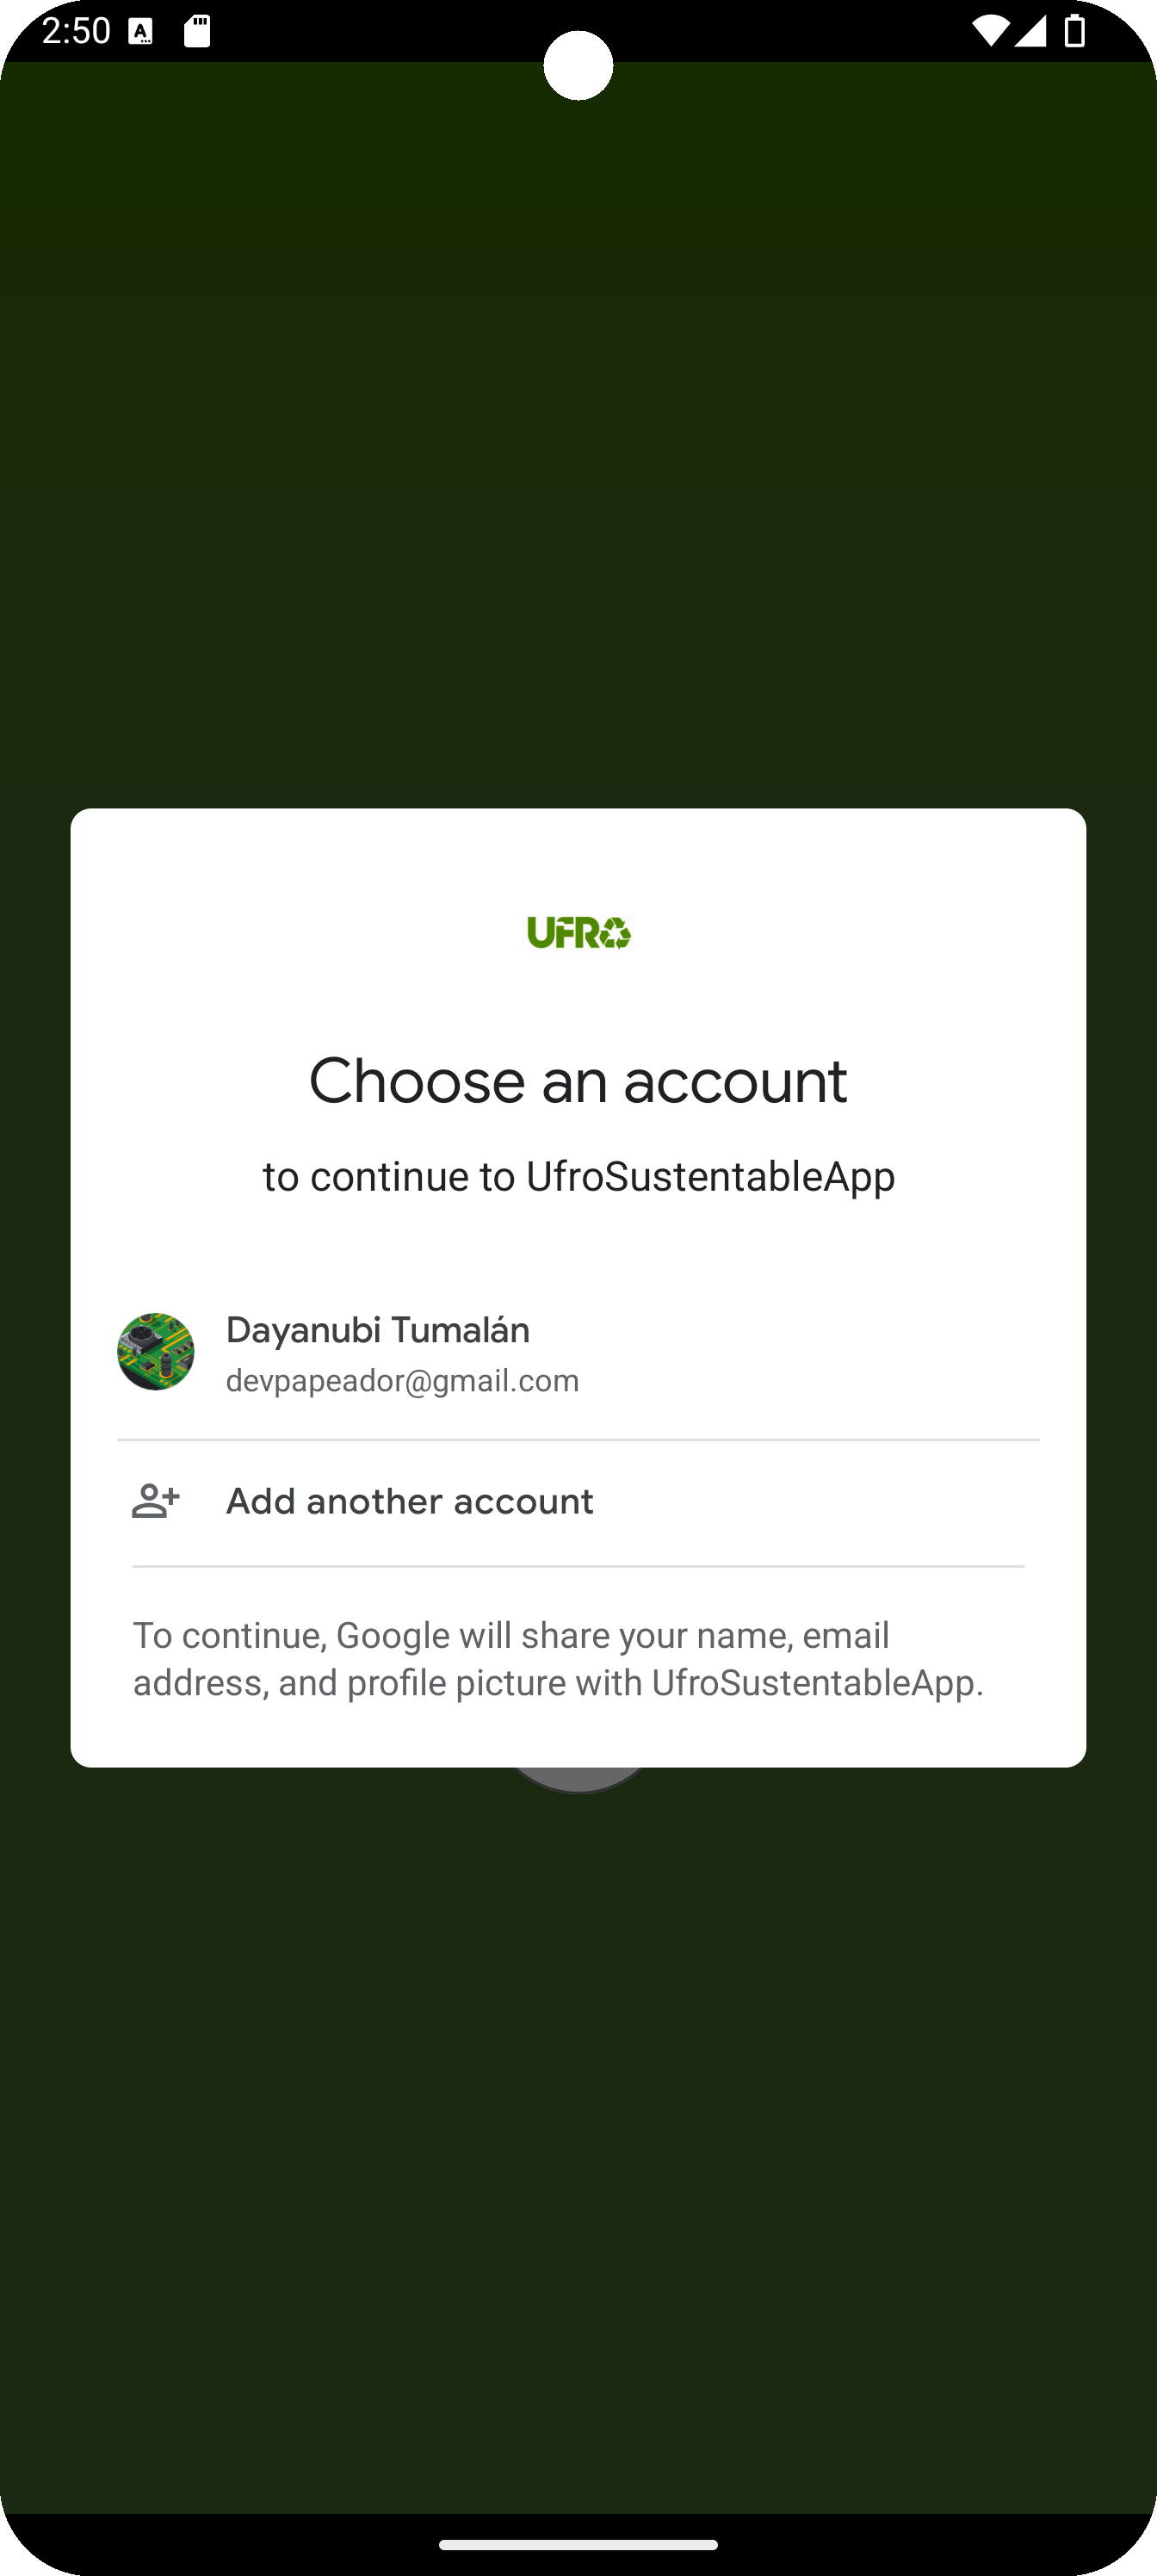 2:50
UFRO
Choose an account
to continue to UfroSustentableApp
Dayanubi Tumalán
devpapeador@gmail.com
Add another account
To continue, Google will share your name, email
address, and profile picture with UfroSustentableApp.